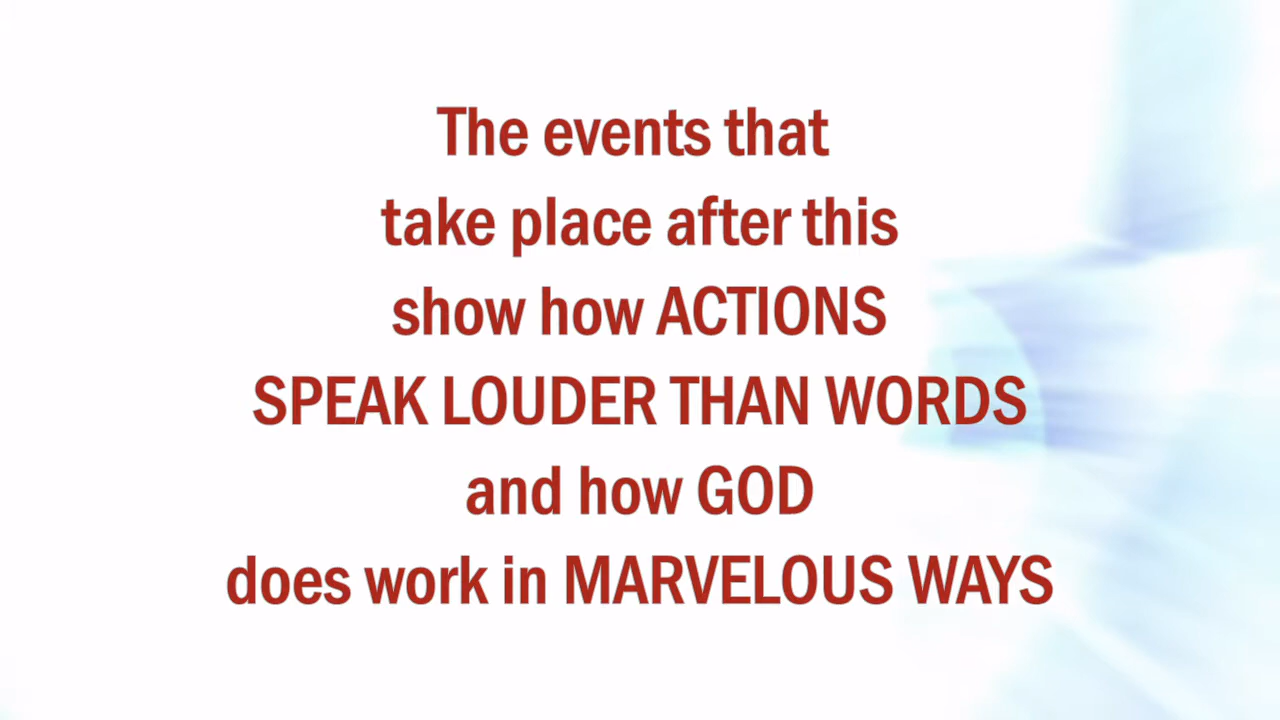 The events that
take place after this
show how ACTIONS
SPEAK LOUDER THAN WORDS
and how GOD
does work in MARVELOUS WAYS